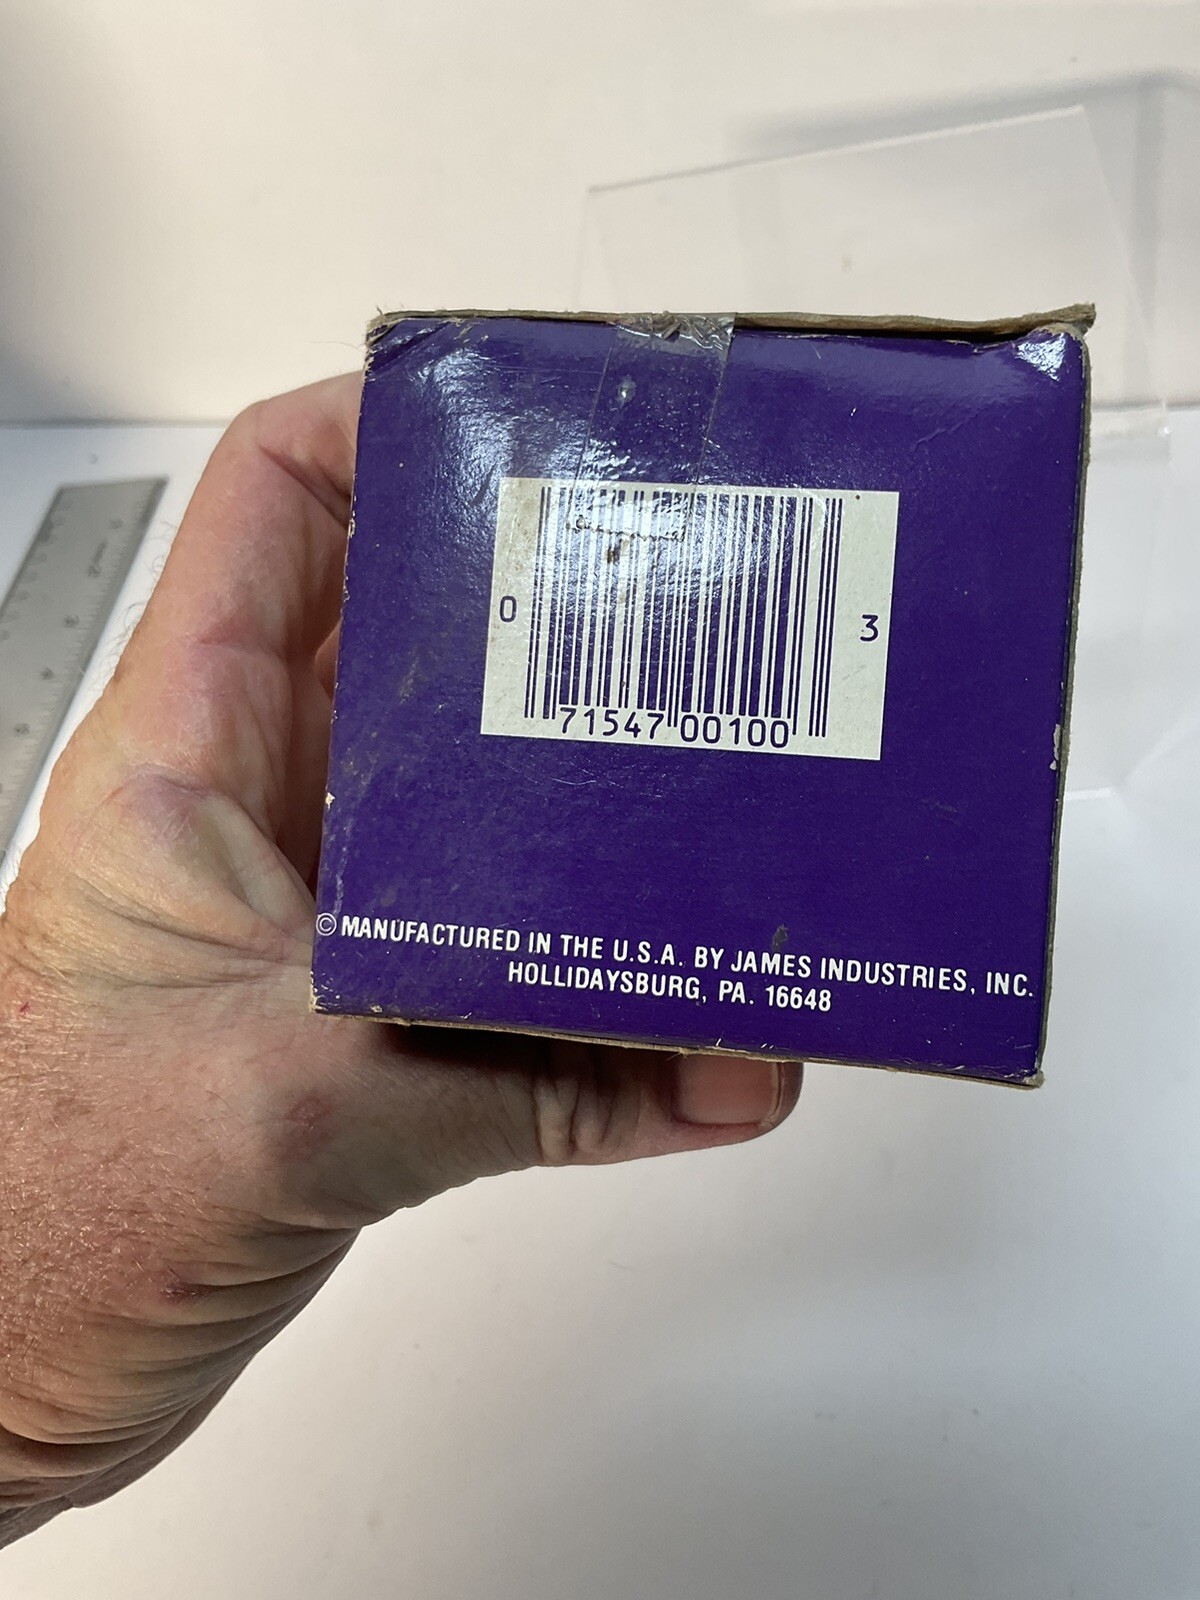 0 71547 00100 3
© MANUFACTURED IN THE U.S.A. BY JAMES INDUSTRIES, INC.
HOLLIDAYSBURG, PA. 16648